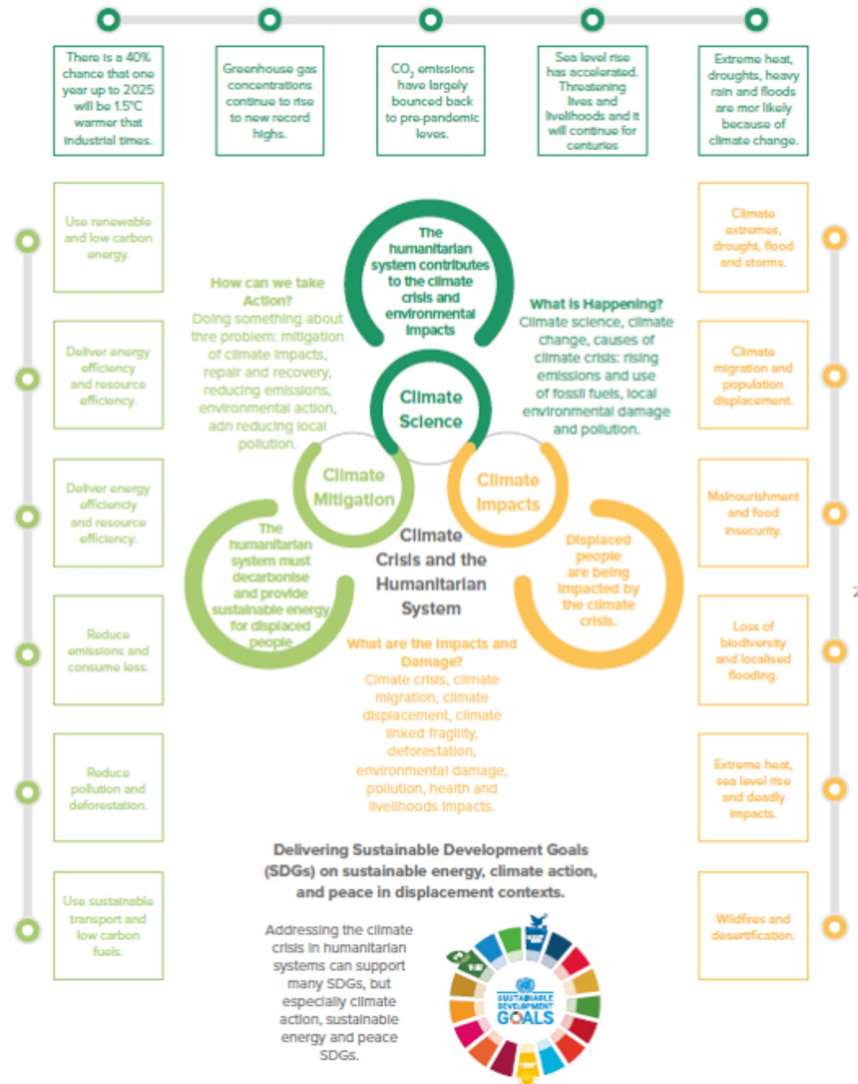 There is a 40%
chance that one
year up to 2025
will be 1.5°C
warmer that
industrial times.
Greenhouse gas
concentrations
continue to rise
to new record
highs.
CO₂ emissions
have largely
bounced back
to pre-pandemic
leves.
Sea level rise
has accelerated.
Threatening
lives and
livelihoods and it
will continue for
centuries
Extreme heat,
droughts, heavy
rain and floods
are mor likely
because of
climate change.
Use renewable
and low carbon
energy.
Deliver energy
efficiency
and resource
efficiency.
Deliver energy
efficiency
and resource
efficiency.
Reduce
emissions and
consume less.
Reduce
pollution and
deforestation.
Use sustainable
transport and
low carbon
fuels.
How can we take
Action?
Doing something about
thre problem: mitigation
of climate impacts,
repair and recovery,
reducing emissions,
environmental action,
adn reducing local
pollution.
The
humanitarian
system contributes
to the climate
crisis and
environmental
impacts
Climate
Science
What is Happening?
Climate science, climate
change, causes of
climate crisis: rising
emissions and use
of fossil fuels, local
environmental damage
and pollution.
Climate
Mitigation
Climate
Impacts
The
humanitarian
system must
decarbonise
and provide
sustainable energy
for displaced
people
Climate
Crisis and the
Humanitarian
System
Displaced
people
are being
impacted by
the climate
crisis.
What are the Impacts and
Damage?
Climate crisis, climate
migration, climate
displacement, climate
linked fragility,
deforestation,
environmental damage,
pollution, health and
livelihoods impacts.
Climate
extremes,
drought, flood
and storms.
Climate
migration and
population
displacement.
Malnourishment
and food
insecurity.
Loss of
biodiversity
and localised
flooding.
Extreme heat,
sea level rise
and deadly
impacts.
Wildfires and
desertification.
2
Delivering Sustainable Development Goals
(SDGs) on sustainable energy, climate action,
and peace in displacement contexts.
Addressing the climate
crisis in humanitarian
systems can support
many SDGs, but
especially climate
action, sustainable
energy and peace
SDGs.
SUSTAINABLE
DEVELOPMENT
GOALS